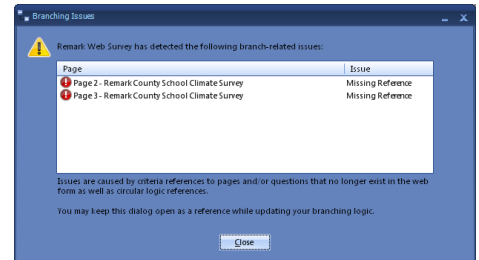 Branching Issues
Remark Web Survey has detected the following branch-related issues:
Page Issue
Page 2 - Remark County School Climate Survey Missing Reference
Page 3 - Remark County School Climate Survey Missing Reference
Issues are caused by criteria references to pages and/or questions that no longer exist in the web
form as well as circular logic references.
You may keep this dialog open as a reference while updating your branching logic.
Close